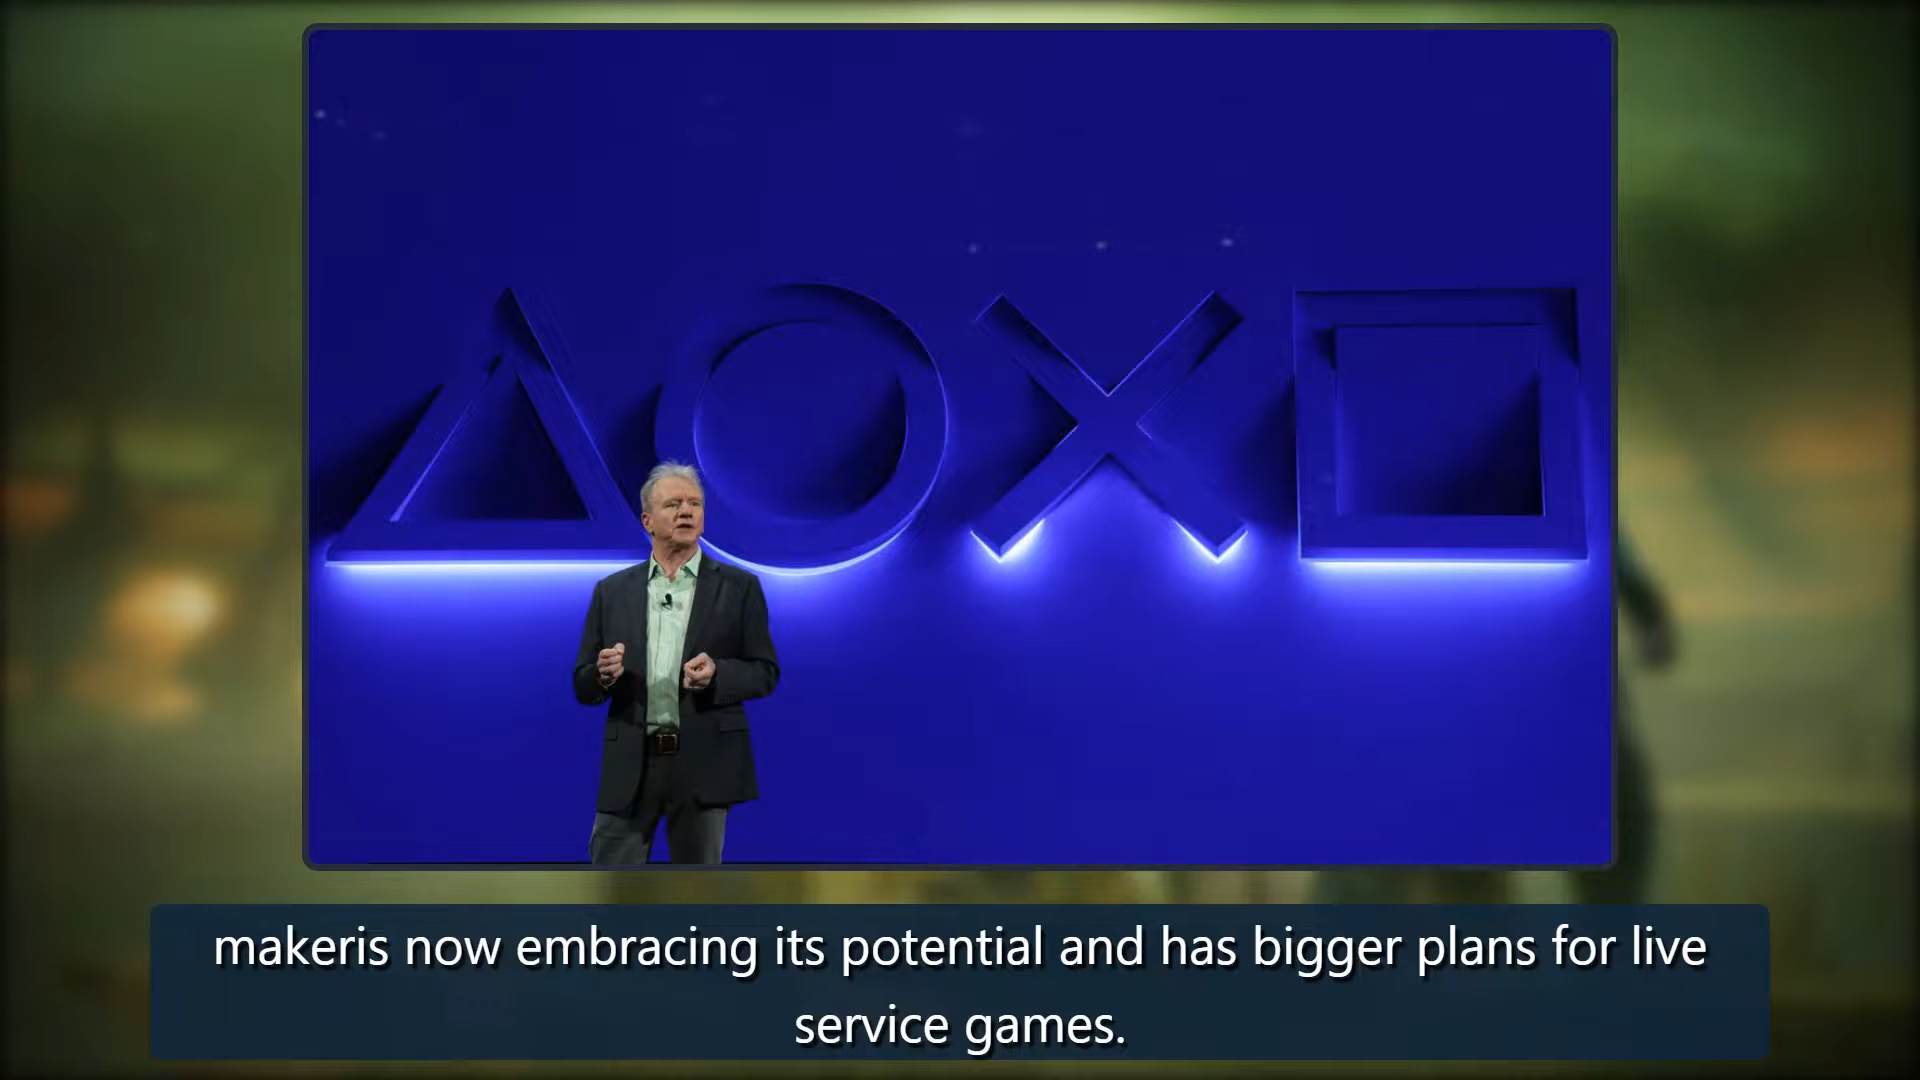 makeris now embracing its potential and has bigger plans for live
service games.